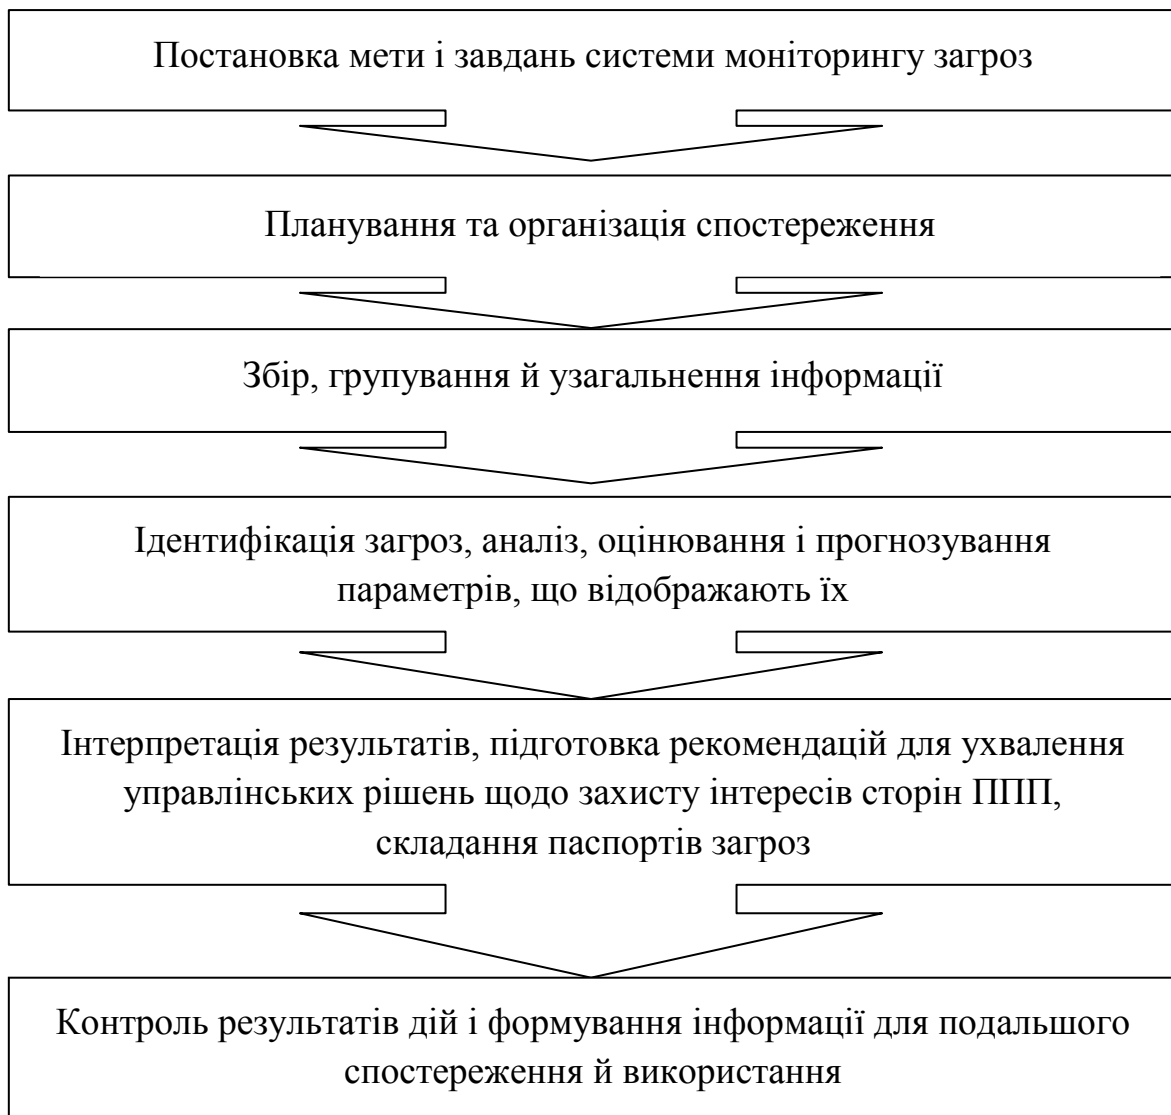 Постановка мети і завдань системи моніторингу загроз
Планування та організація спостереження
Збір, групування й узагальнення інформації
Ідентифікація загроз, аналіз, оцінювання і прогнозування
параметрів, що відображають їх
Інтерпретація результатів, підготовка рекомендацій для ухвалення
управлінських рішень щодо захисту інтересів сторін ППП,
складання паспортів загроз
Контроль результатів дій і формування інформації для подальшого
спостереження й використання